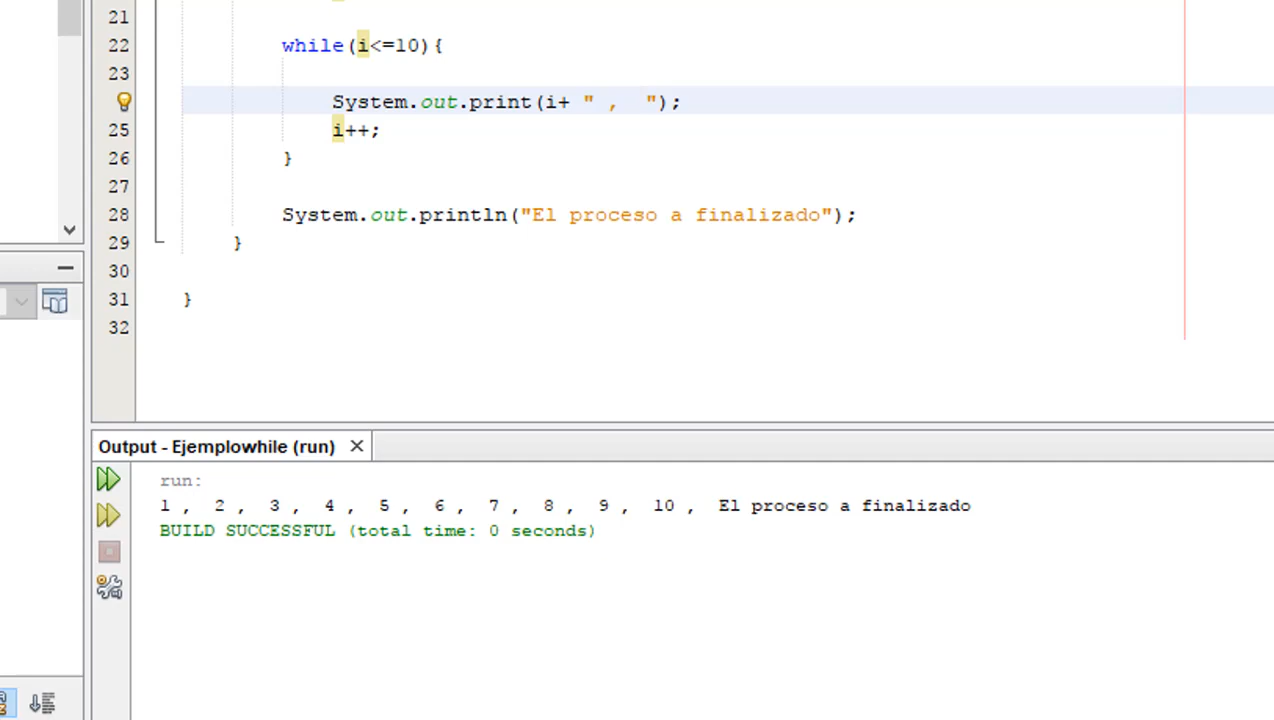 21
22 while(i<=10){
23
System.out.print(i+ " ,  ");
25 i++;
26 }
27
28 System.out.println("El proceso a finalizado");
29 }
30
31 }
32
Output - Ejemplowhile (run)
run:
1 ,  2 ,  3 ,  4 ,  5 ,  6 ,  7 ,  8 ,  9 ,  10 ,  El proceso a finalizado
BUILD SUCCESSFUL (total time: 0 seconds)